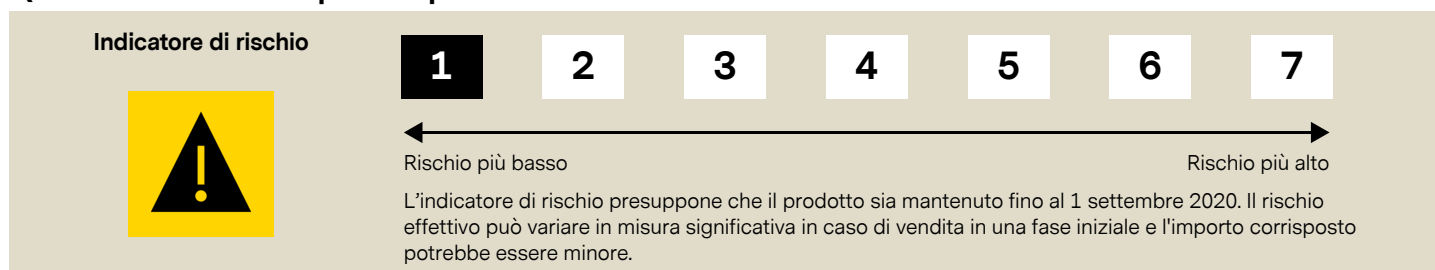 Indicatore di rischio
1 2 3 4 5 6 7
Rischio più basso Rischio più alto
L'indicatore di rischio presuppone che il prodotto sia mantenuto fino al 1 settembre 2020. Il rischio
effettivo può variare in misura significativa in caso di vendita in una fase iniziale e l'importo corrisposto
potrebbe essere minore.